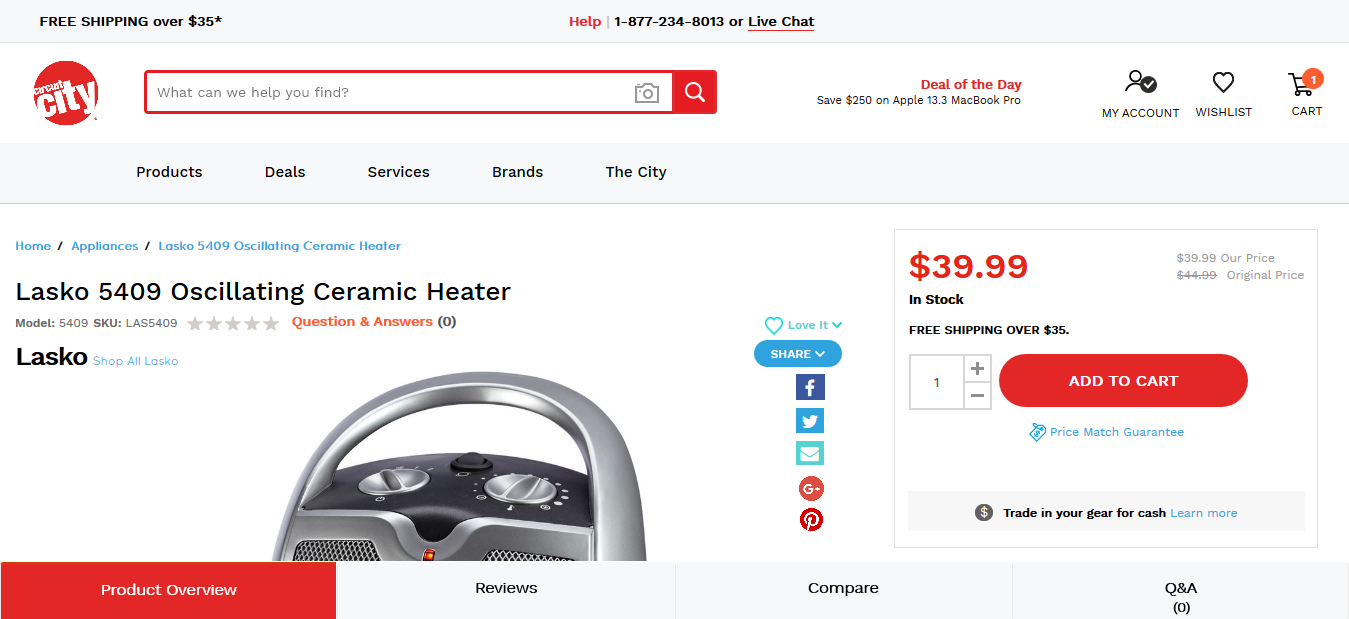 FREE SHIPPING over $35*
Help | 1-877-234-8013 or Live Chat
circuit city
What can we help you find?
Deal of the Day
Save $250 on Apple 13.3 MacBook Pro
MY ACCOUNT
WISHLIST
1
CART
Products
Deals
Services
Brands
The City
Home / Appliances / Lasko 5409 Oscillating Ceramic Heater
Lasko 5409 Oscillating Ceramic Heater
Model: 5409 SKU: LAS5409
Question & Answers (0)
Lasko Shop All Lasko
Love It
SHARE
$39.99
$39.99 Our Price
$44.99 Original Price
In Stock
FREE SHIPPING OVER $35.
1
ADD TO CART
Price Match Guarantee
Trade in your gear for cash Learn more
Product Overview
Reviews
Compare
Q&A
(0)